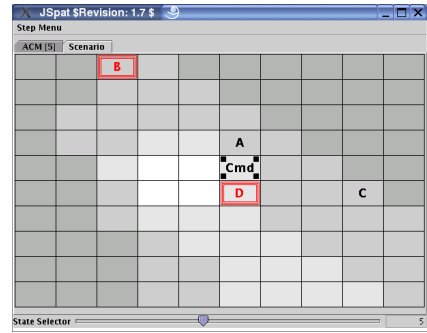 JSpat $Revision: 1.7 $
Step Menu
ACM [5] Scenario
B
A
Cmd
D C
State Selector 5